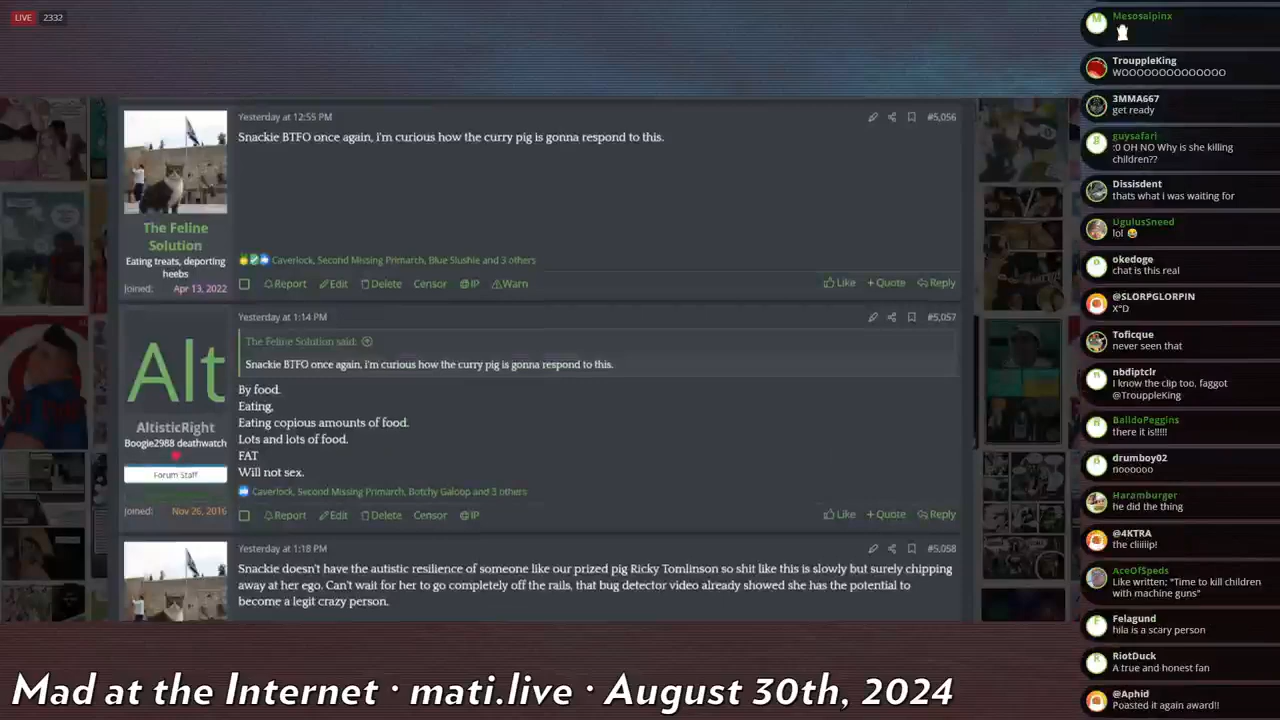 LIVE 2332
Yesterday at 12:55 PM
#5,056
Snackie BTFO once again, i'm curious how the curry pig is gonna respond to this.
The Feline
Solution
Eating treats, deporting
heebs
Joined: Apr 13, 2022
Caverlock, Second Missing Primarch, Blue Slushie and 3 others
Report Edit Delete Censor IP Warn
Like + Quote Reply
Yesterday at 1:14 PM
#5,057
The Feline Solution said:
Snackie BTFO once again, i'm curious how the curry pig is gonna respond to this.
By food.
Eating,
Eating copious amounts of food.
Lots and lots of food.
FAT
Will not sex.
Alt
AltisticRight
Boogie2988 deathwatch
Forum Staff
Joined: Nov 26, 2016
Caverlock, Second Missing Primarch, Botchy Galoop and 3 others
Report Edit Delete Censor IP
Like + Quote Reply
Yesterday at 1:18 PM
#5,058
Snackie doesn't have the autistic resilience of someone like our prized pig Ricky Tomlinson so shit like this is slowly but surely chipping
away at her ego. Can't wait for her to go completely off the rails, that bug detector video already showed she has the potential to
become a legit crazy person.
Mesosalpinx
TrouppleKing
WOOOOOOOOOOOOOO
3MMA667
get ready
guysafari
:0 OH NO Why is she killing
children??
Dissisdent
thats what i was waiting for
UgulusSneed
lol 😂
okedoge
chat is this real
@SLORPGLORPIN
X°D
Toficque
never seen that
nbdiptclr
I know the clip too, faggot
@TrouppleKing
BalldoPeggins
there it is!!!!!
drumboy02
noooooo
Haramburger
he did the thing
@4KTRA
the cliiiiip!
AceOfSpeds
Like written; "Time to kill children
with machine guns"
Felagund
hila is a scary person
RiotDuck
A true and honest fan
@Aphid
Poasted it again award!!
Mad at the Internet · mati.live · August 30th, 2024